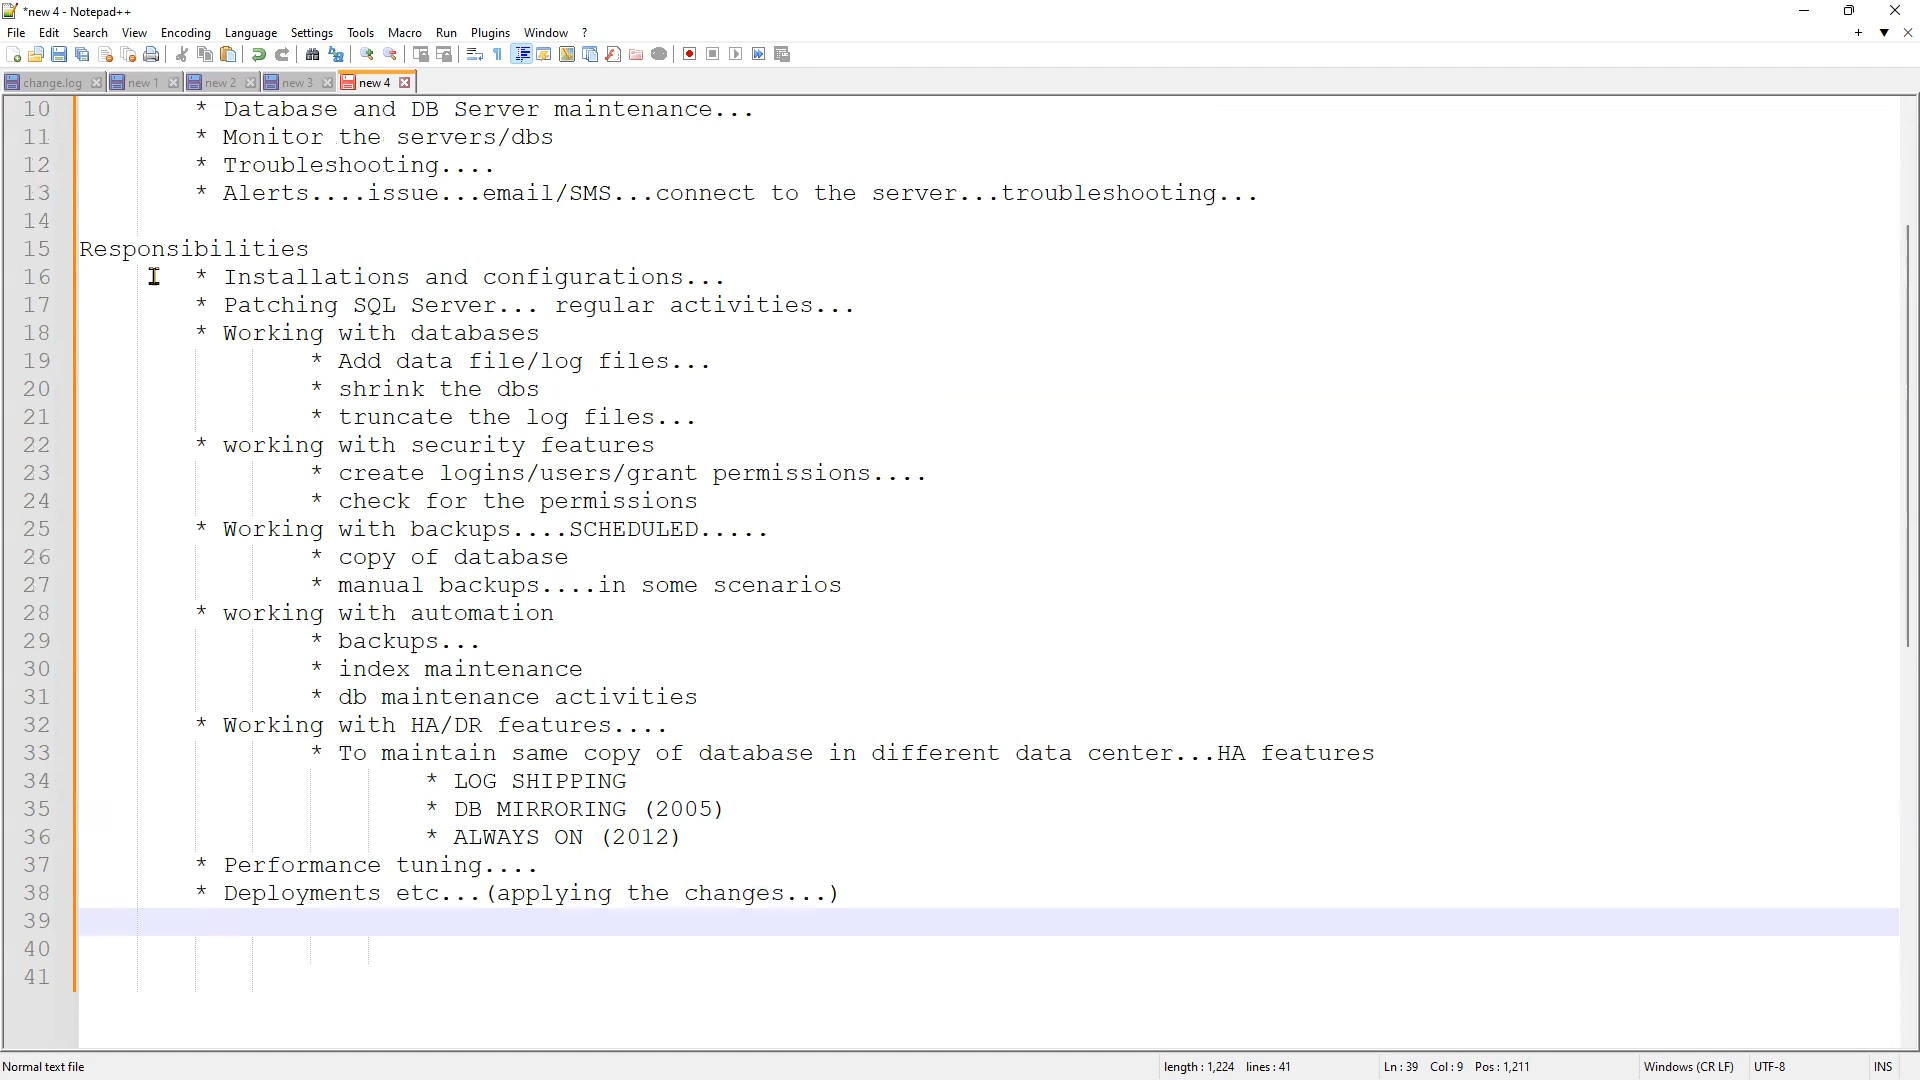 *new 4 - Notepad++
File Edit Search View Encoding Language Settings Tools Macro Run Plugins Window ?
change.log new 1 new 2 new 3 new 4
10 * Database and DB Server maintenance...
11 * Monitor the servers/dbs
12 * Troubleshooting....
13 * Alerts....issue...email/SMS...connect to the server...troubleshooting...
14
15 Responsibilities
16 * Installations and configurations...
17 * Patching SQL Server... regular activities...
18 * Working with databases
19 * Add data file/log files...
20 * shrink the dbs
21 * truncate the log files...
22 * working with security features
23 * create logins/users/grant permissions....
24 * check for the permissions
25 * Working with backups....SCHEDULED.....
26 * copy of database
27 * manual backups....in some scenarios
28 * working with automation
29 * backups...
30 * index maintenance
31 * db maintenance activities
32 * Working with HA/DR features....
33 * To maintain same copy of database in different data center...HA features
34 * LOG SHIPPING
35 * DB MIRRORING (2005)
36 * ALWAYS ON (2012)
37 * Performance tuning....
38 * Deployments etc...(applying the changes...)
39
40
41
Normal text file length : 1,224 lines : 41 Ln : 39 Col : 9 Pos : 1,211 Windows (CR LF) UTF-8 INS